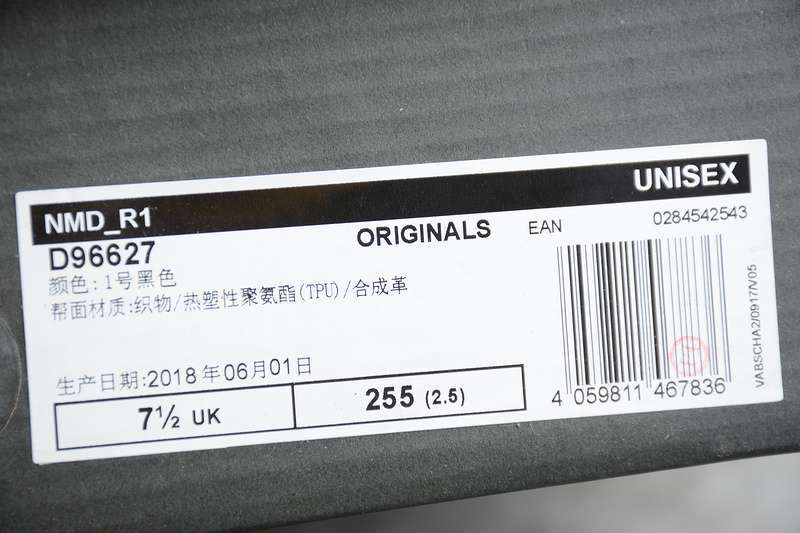 NMD_R1
UNISEX
D96627
ORIGINALS
EAN
0284542543
颜色:1号黑色
帮面材质:织物/热塑性聚氨酯(TPU)/合成革
生产日期:2018年06月01日
7½ UK
255 (2.5)
4 059811 467836
VABSCHA2/0917/V05